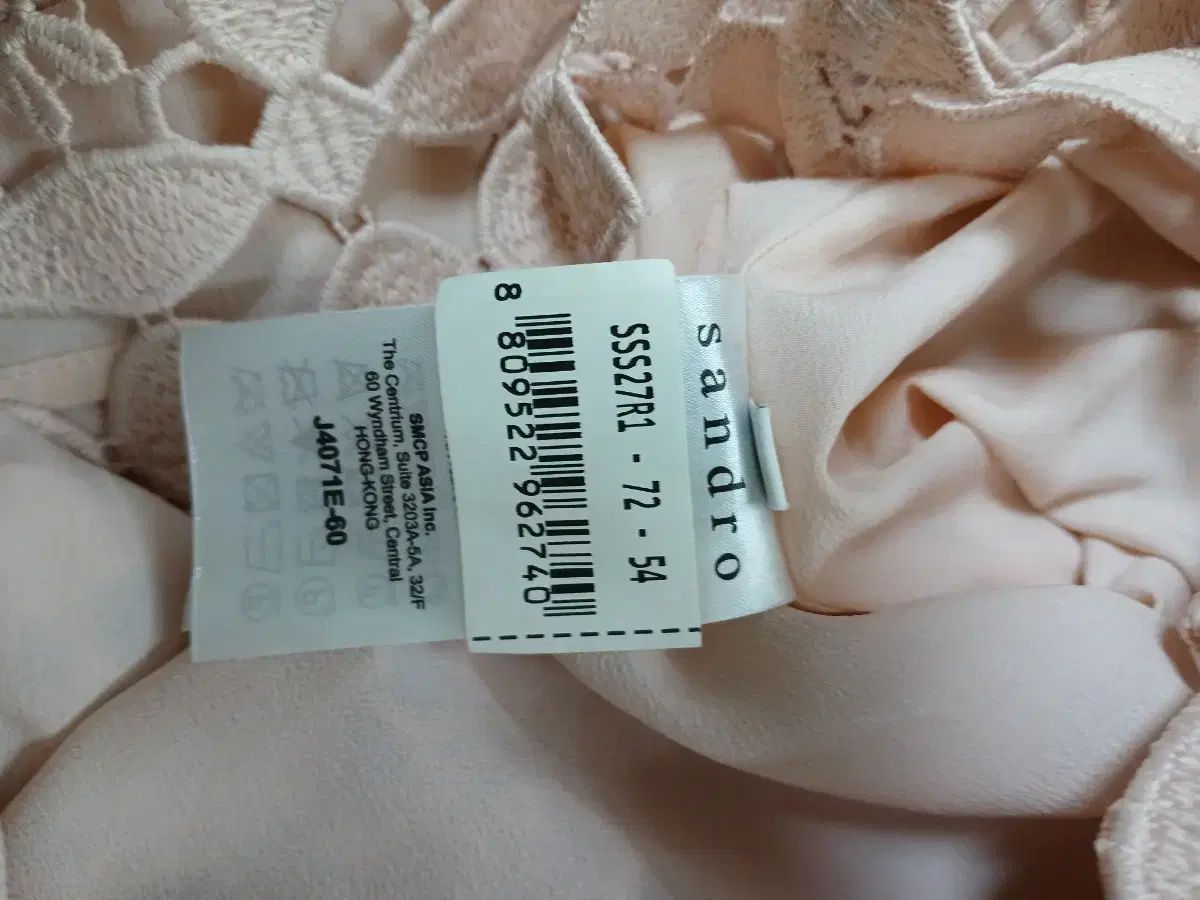 sandro
SSS27R1 - 72 - 54
8 809522 962740
SMCP ASIA Inc.
The Centrium, Suite 3203A-5A, 32/F
60 Wyndham Street, Central
HONG-KONG
J4071E-60